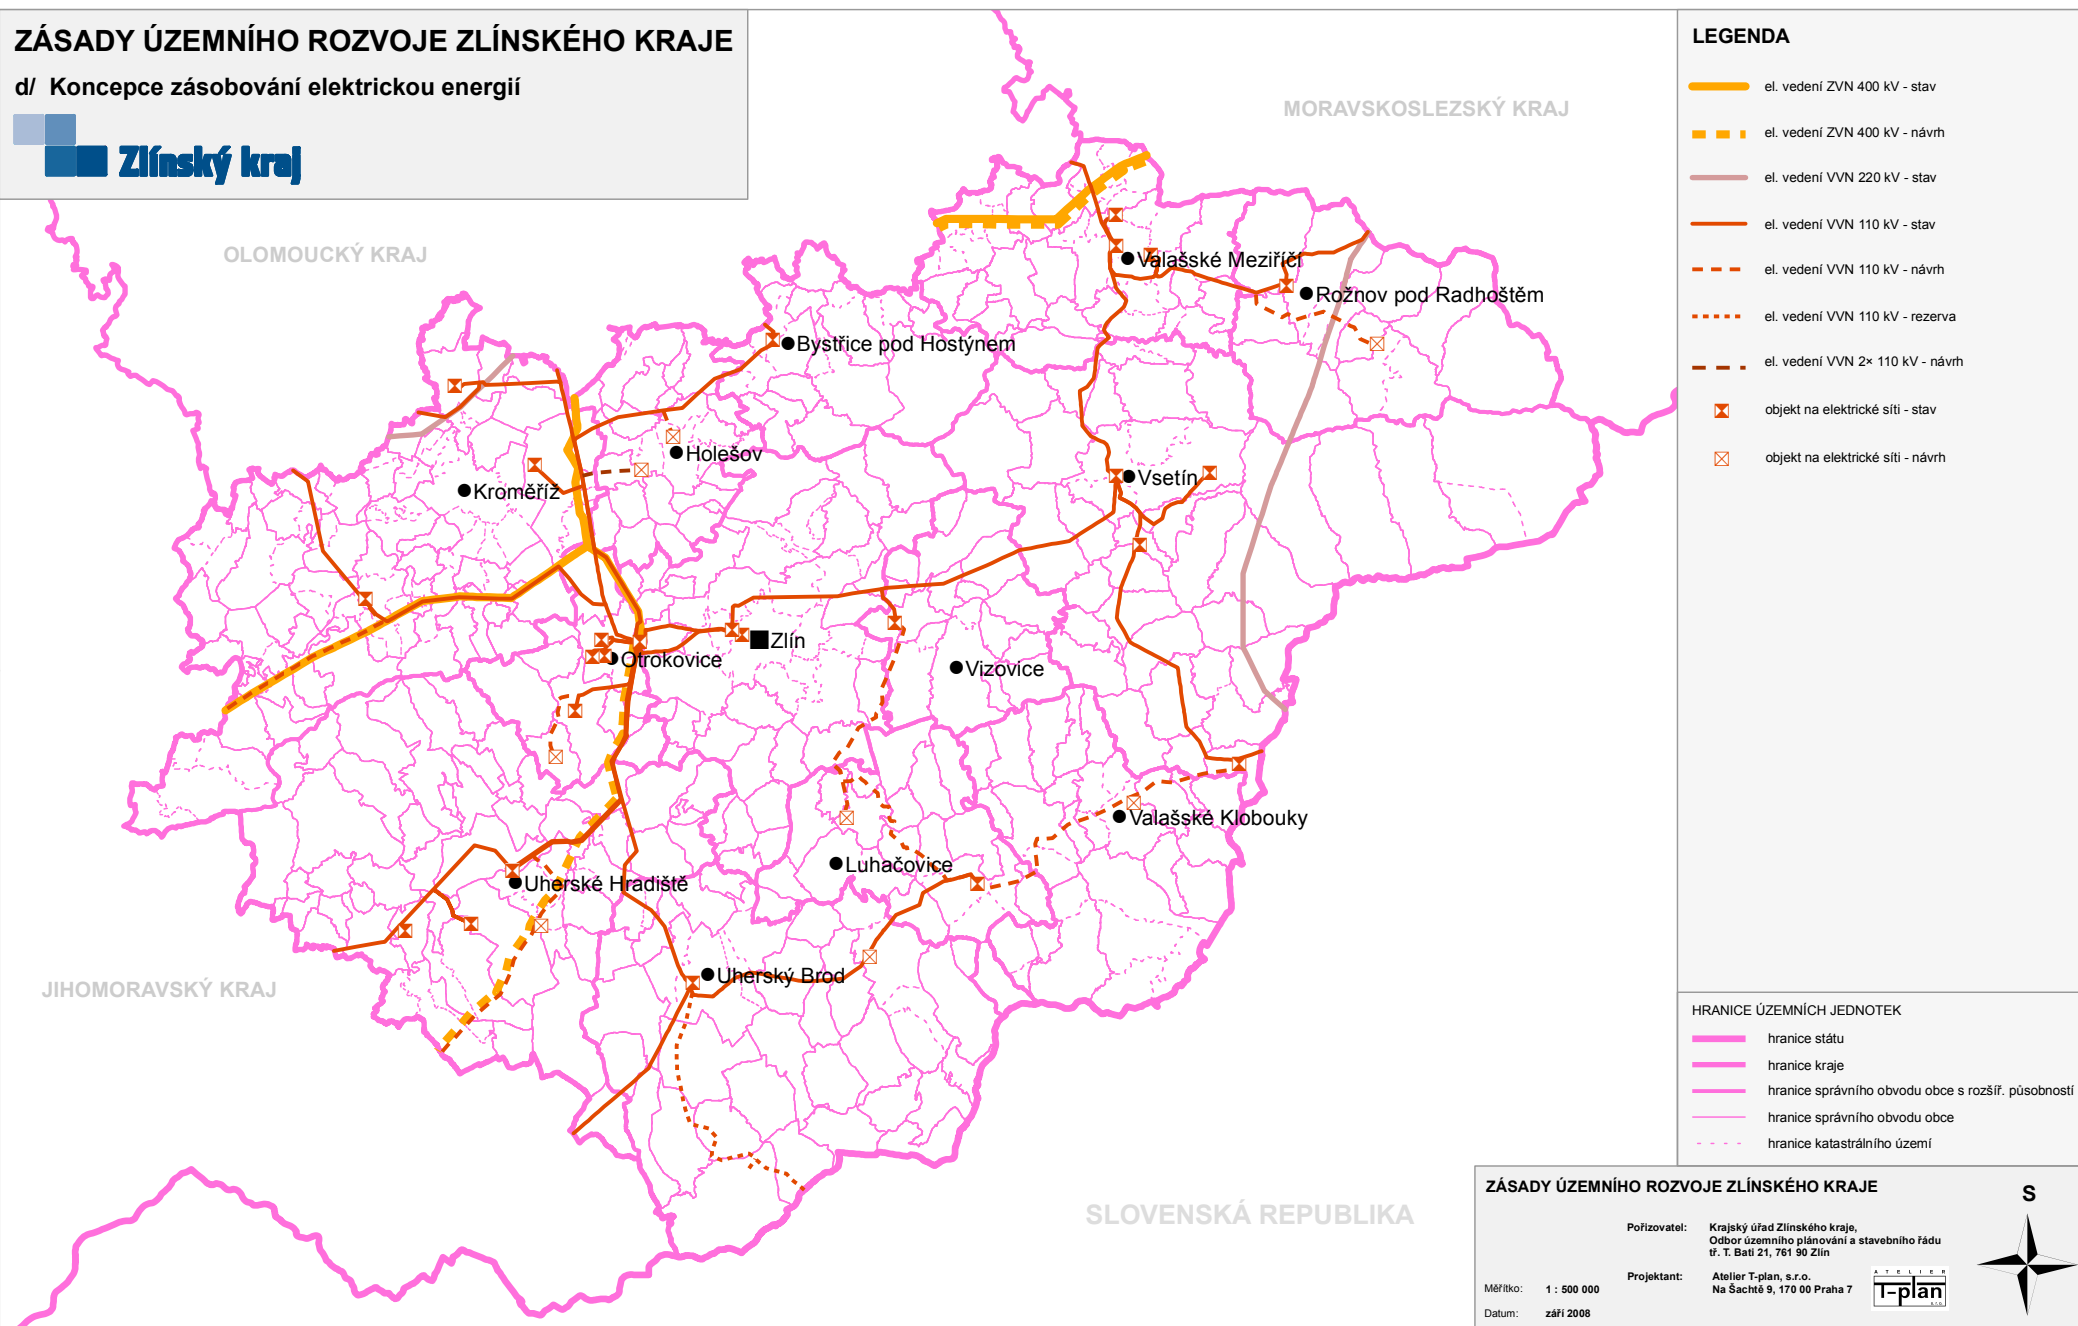 ZÁSADY ÚZEMNÍHO ROZVOJE ZLÍNSKÉHO KRAJE
d/ Koncepce zásobování elektrickou energií
Zlínský kraj
MORAVSKOSLEZSKÝ KRAJ
OLOMOUCKÝ KRAJ
Valašské Meziříčí
Rožnov pod Radhoštěm
Bystřice pod Hostýnem
Holešov
Kroměříž
Vsetín
Zlín
Otrokovice
Vizovice
Valašské Klobouky
Luhačovice
Uherské Hradiště
Uherský Brod
JIHOMORAVSKÝ KRAJ
SLOVENSKÁ REPUBLIKA
LEGENDA
el. vedení ZVN 400 kV - stav
el. vedení ZVN 400 kV - návrh
el. vedení VVN 220 kV - stav
el. vedení VVN 110 kV - stav
el. vedení VVN 110 kV - návrh
el. vedení VVN 110 kV - rezerva
el. vedení VVN 2× 110 kV - návrh
objekt na elektrické síti - stav
objekt na elektrické síti - návrh
HRANICE ÚZEMNÍCH JEDNOTEK
hranice státu
hranice kraje
hranice správního obvodu obce s rozšíř. působností
hranice správního obvodu obce
hranice katastrálního území
ZÁSADY ÚZEMNÍHO ROZVOJE ZLÍNSKÉHO KRAJE
S
Pořizovatel: Krajský úřad Zlínského kraje,
Odbor územního plánování a stavebního řádu
tř. T. Bati 21, 761 90 Zlín
Projektant: Atelier T-plan, s.r.o.
Na Šachtě 9, 170 00 Praha 7
Měřítko: 1 : 500 000
Datum: září 2008
ATELIER
T-plan
s.r.o.